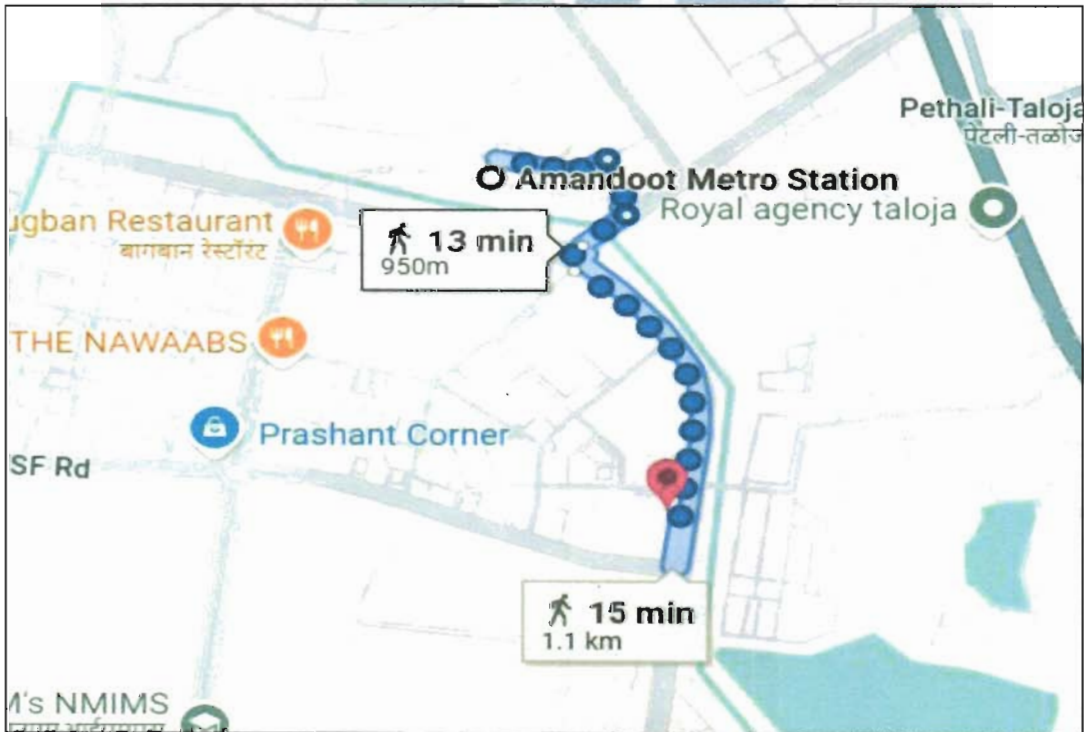 Pethali-Taloja
पेटली-तळोज
Amandoot Metro Station
Royal agency taloja
ugban Restaurant
बागबान रेस्टॉरंट
13 min
950m
THE NAWAABS
Prashant Corner
SF Rd
15 min
1.1 km
M's NMIMS